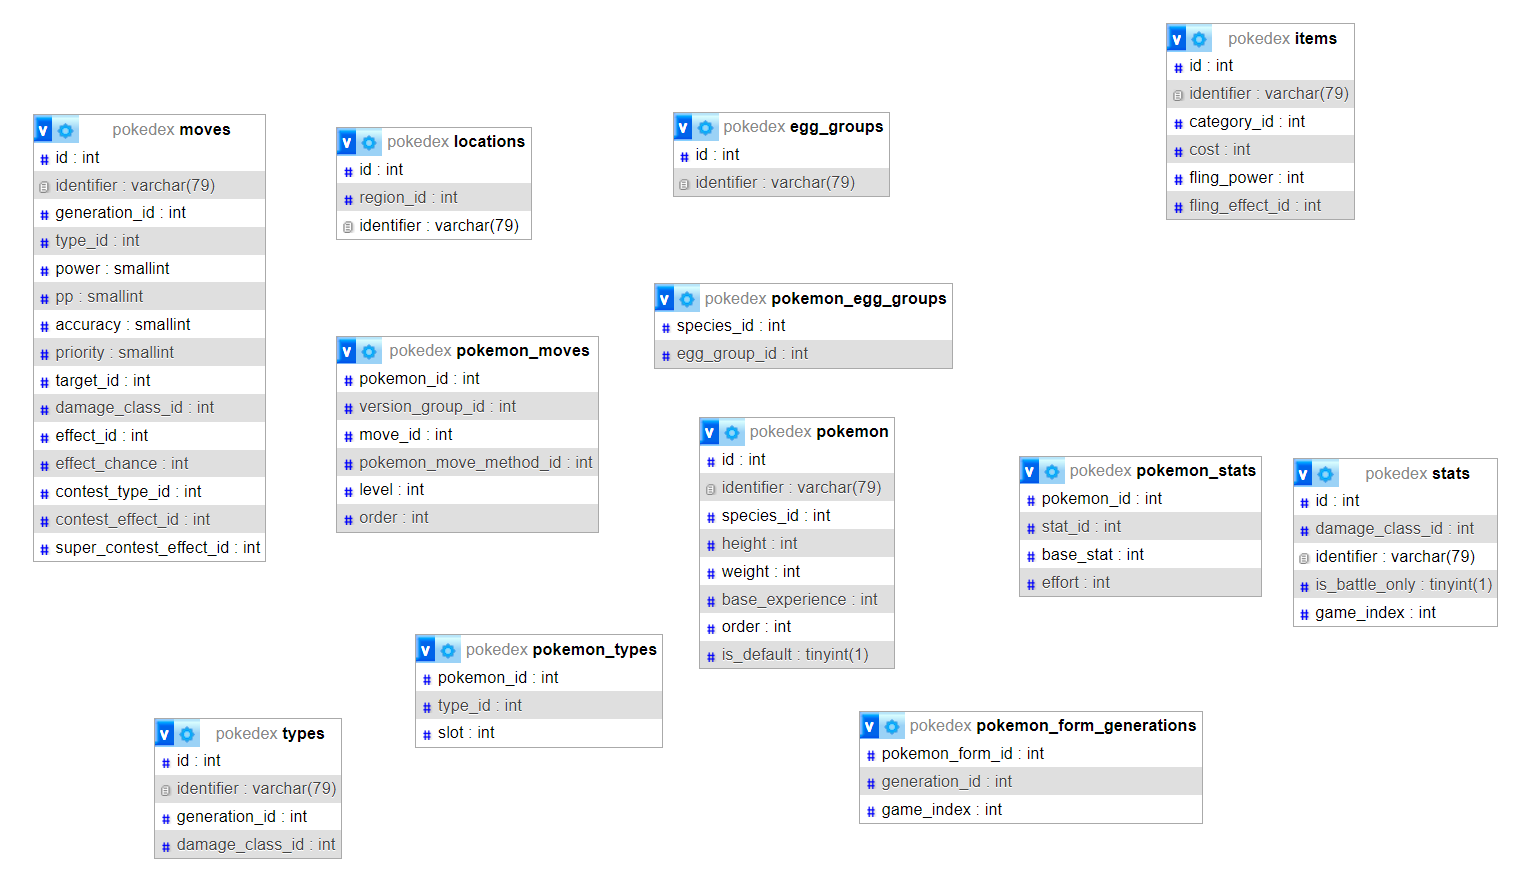 pokedex moves
id : int
identifier : varchar(79)
generation_id : int
type_id : int
power : smallint
pp : smallint
accuracy : smallint
priority : smallint
target_id : int
damage_class_id : int
effect_id : int
effect_chance : int
contest_type_id : int
contest_effect_id : int
super_contest_effect_id : int
pokedex locations
id : int
region_id : int
identifier : varchar(79)
pokedex egg_groups
id : int
identifier : varchar(79)
pokedex items
id : int
identifier : varchar(79)
category_id : int
cost : int
fling_power : int
fling_effect_id : int
pokedex pokemon_egg_groups
species_id : int
egg_group_id : int
pokedex pokemon_moves
pokemon_id : int
version_group_id : int
move_id : int
pokemon_move_method_id : int
level : int
order : int
pokedex pokemon
id : int
identifier : varchar(79)
species_id : int
height : int
weight : int
base_experience : int
order : int
is_default : tinyint(1)
pokedex pokemon_stats
pokemon_id : int
stat_id : int
base_stat : int
effort : int
pokedex stats
id : int
damage_class_id : int
identifier : varchar(79)
is_battle_only : tinyint(1)
game_index : int
pokedex pokemon_types
pokemon_id : int
type_id : int
slot : int
pokedex types
id : int
identifier : varchar(79)
generation_id : int
damage_class_id : int
pokedex pokemon_form_generations
pokemon_form_id : int
generation_id : int
game_index : int